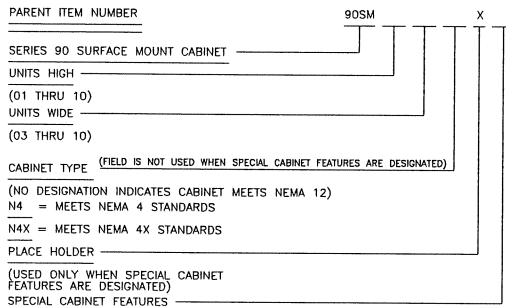 PARENT ITEM NUMBER 90SM X
SERIES 90 SURFACE MOUNT CABINET
UNITS HIGH
(01 THRU 10)
UNITS WIDE
(03 THRU 10)
CABINET TYPE (FIELD IS NOT USED WHEN SPECIAL CABINET FEATURES ARE DESIGNATED)
(NO DESIGNATION INDICATES CABINET MEETS NEMA 12)
N4 = MEETS NEMA 4 STANDARDS
N4X = MEETS NEMA 4X STANDARDS
PLACE HOLDER
(USED ONLY WHEN SPECIAL CABINET
FEATURES ARE DESIGNATED)
SPECIAL CABINET FEATURES